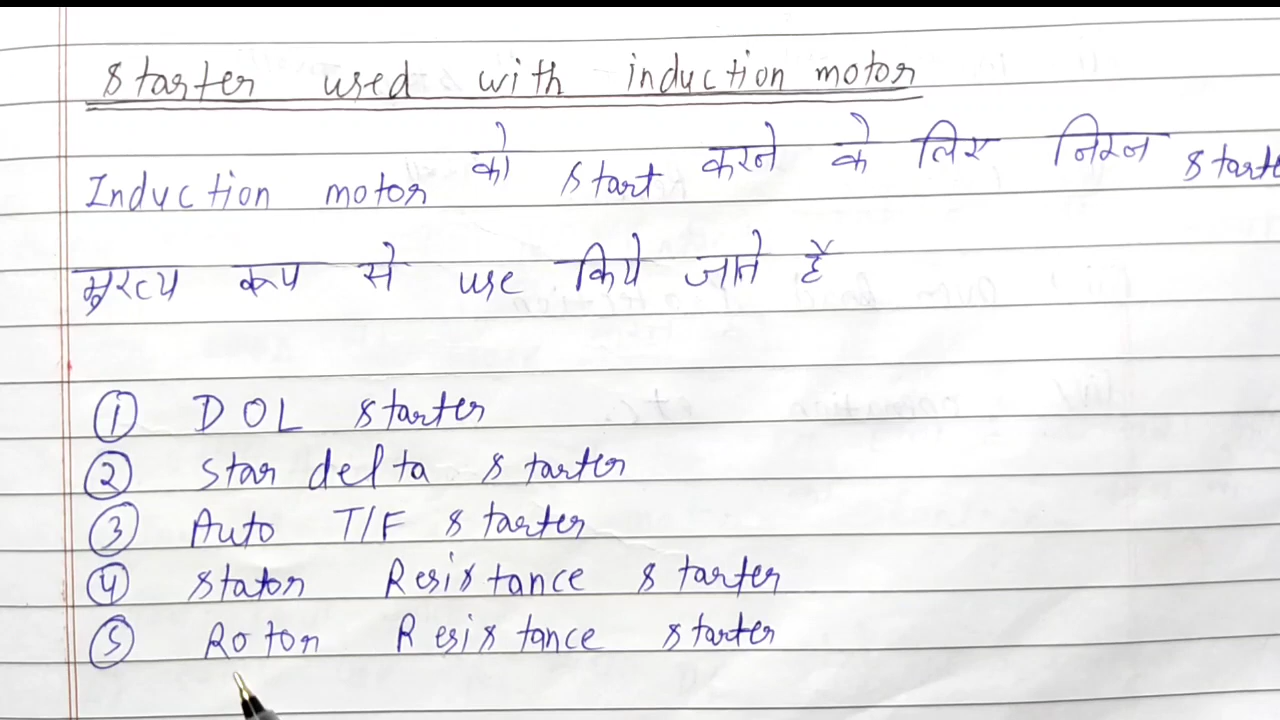 Starter used with induction motor
Induction motor को start करने के लिए निम्न
मुख्य रूप से use किये जाते हैं
① DOL starter
② Star delta starter
③ Auto T/F starter
④ Stator Resistance starter
⑤ Rotor Resistance starter